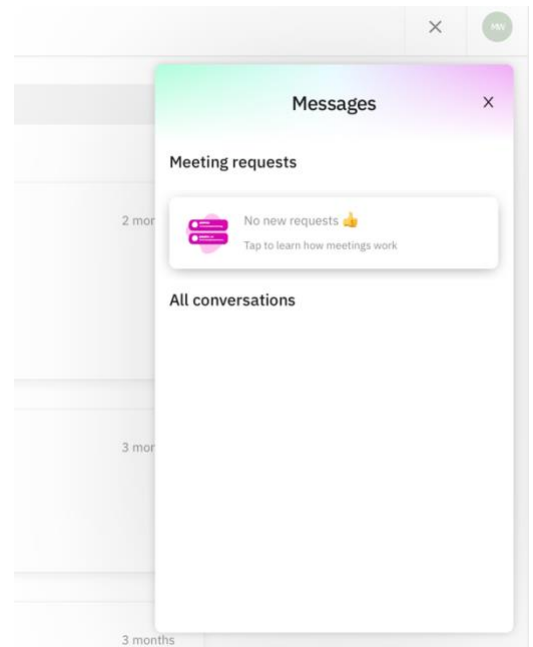 MW
Messages
X
Meeting requests
2 mor
No new requests 👍
Tap to learn how meetings work
All conversations
3 mor
3 months